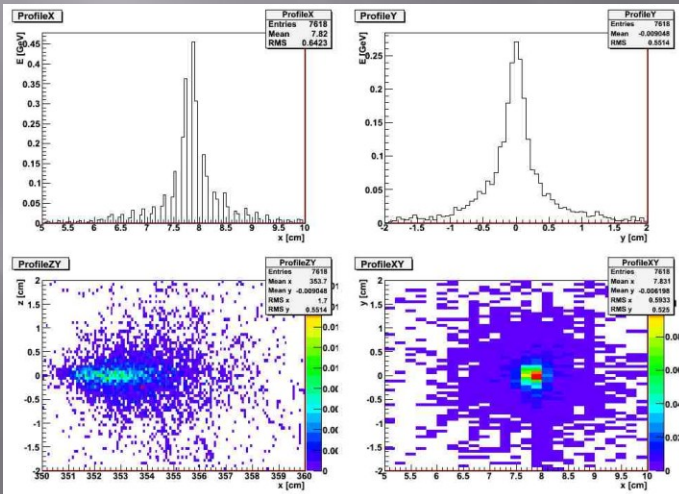 ProfileX
ProfileX
Entries 7618
Mean 7.82
RMS 0.6423
E [GeV]
0.45
0.4
0.35
0.3
0.25
0.2
0.15
0.1
0.05
0
5 5.5 6 6.5 7 7.5 8 8.5 9 9.5 10
x [cm]
ProfileY
ProfileY
Entries 7618
Mean -0.009048
RMS 0.5514
E [GeV]
0.25
0.2
0.15
0.1
0.05
0
-2 -1.5 -1 -0.5 0 0.5 1 1.5 2
y [cm]
ProfileZY
ProfileZY
Entries 7618
Mean x 353.7
Mean y -0.009048
RMS x 1.7
RMS y 0.5514
z [cm]
2
1.5
1
0.5
0
-0.5
-1
-1.5
-2
350 351 352 353 354 355 356 357 358 359 360
x [cm]
0
ProfileXY
ProfileXY
Entries 7618
Mean x 7.831
Mean y -0.006198
RMS x 0.5933
RMS y 0.525
y [cm]
2
1.5
1
0.5
0
-0.5
-1
-1.5
-2
5 5.5 6 6.5 7 7.5 8 8.5 9 9.5 10
x [cm]
0